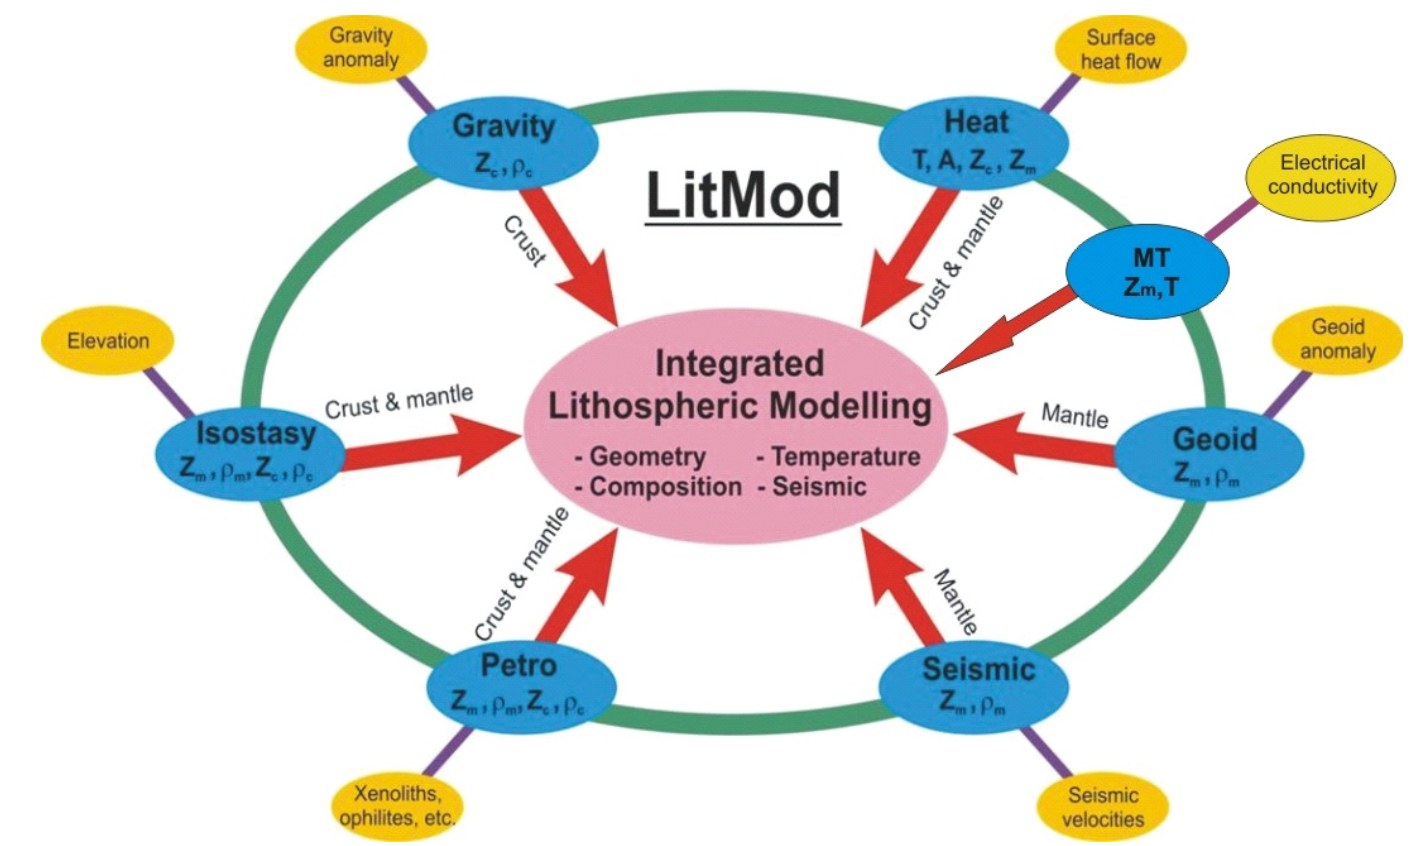 Gravity
anomaly
Surface
heat flow
Gravity
Zc, ρc
Heat
T, A, Zc, Zm
Electrical
conductivity
LitMod
Crust
Crust & mantle
MT
Zm,T
Elevation
Geoid
anomaly
Integrated
Lithospheric Modelling
- Geometry - Temperature
- Composition - Seismic
Crust & mantle
Mantle
Isostasy
Zm, ρm, Zc, ρc
Geoid
Zm, ρm
Crust & mantle
Mantle
Petro
Zm, ρm, Zc, ρc
Seismic
Zm, ρm
Xenoliths,
ophilites, etc.
Seismic
velocities